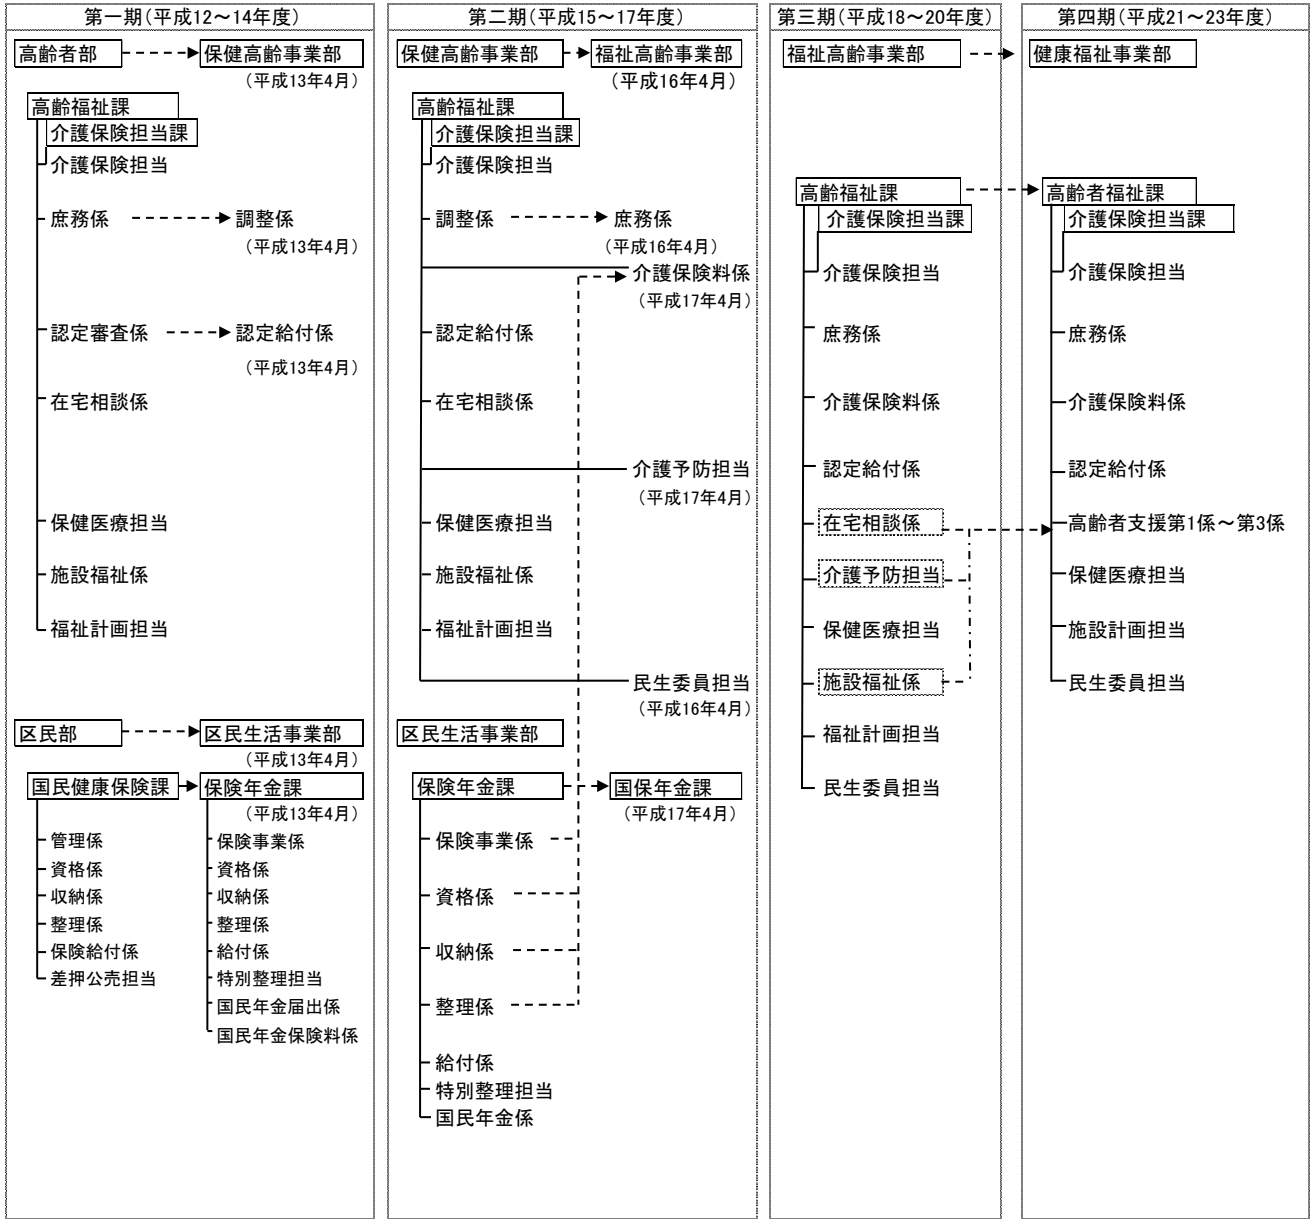 第一期(平成12～14年度)
高齢者部
保健高齢事業部
(平成13年4月)
高齢福祉課
介護保険担当課
介護保険担当
庶務係
調整係
(平成13年4月)
認定審査係
認定給付係
(平成13年4月)
在宅相談係
保健医療担当
施設福祉係
福祉計画担当
区民部
区民生活事業部
(平成13年4月)
国民健康保険課
保険年金課
(平成13年4月)
管理係
資格係
収納係
整理係
保険給付係
差押公売担当
保険事業係
資格係
収納係
整理係
給付係
特別整理担当
国民年金届出係
国民年金保険料係
第二期(平成15～17年度)
保健高齢事業部
福祉高齢事業部
(平成16年4月)
高齢福祉課
介護保険担当課
介護保険担当
調整係
庶務係
(平成16年4月)
介護保険料係
(平成17年4月)
認定給付係
在宅相談係
介護予防担当
(平成17年4月)
保健医療担当
施設福祉係
福祉計画担当
民生委員担当
(平成16年4月)
区民生活事業部
保険年金課
国保年金課
(平成17年4月)
保険事業係
資格係
収納係
整理係
給付係
特別整理担当
国民年金係
第三期(平成18～20年度)
福祉高齢事業部
高齢福祉課
介護保険担当課
介護保険担当
庶務係
介護保険料係
認定給付係
在宅相談係
介護予防担当
保健医療担当
施設福祉係
福祉計画担当
民生委員担当
第四期(平成21～23年度)
健康福祉事業部
高齢者福祉課
介護保険担当課
介護保険担当
庶務係
介護保険料係
認定給付係
高齢者支援第1係～第3係
保健医療担当
施設計画担当
民生委員担当